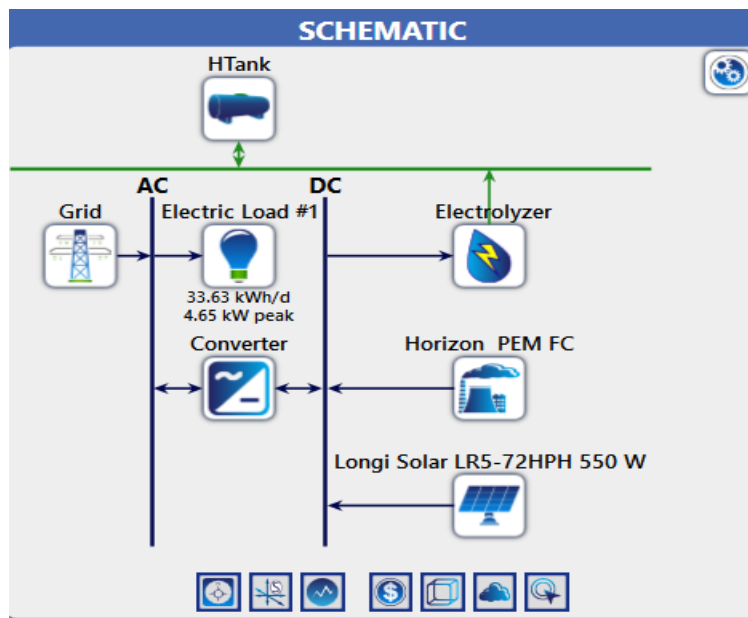 SCHEMATIC
HTank
AC
DC
Grid
Electric Load #1
Electrolyzer
33.63 kWh/d
4.65 kW peak
Converter
Horizon PEM FC
Longi Solar LR5-72HPH 550 W